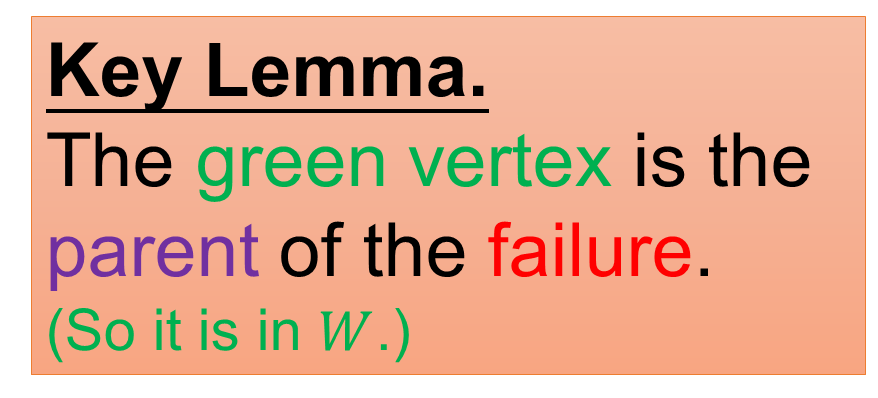 Key Lemma.
The green vertex is the
parent of the failure.
(So it is in W.)